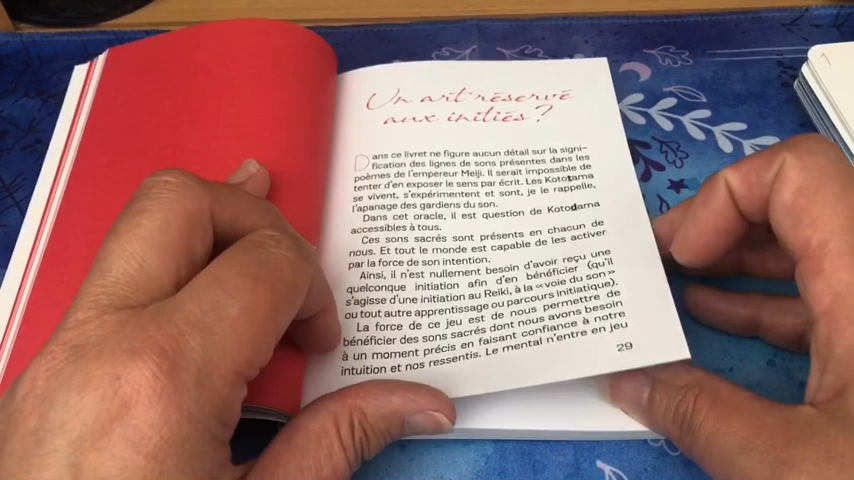 Un art réservé
aux initiés ?
Dans ce livret ne figure aucun détail sur la signi-
fication des lignes de sons présentes dans les
poèmes de l'empereur Meiji. Il serait impossible de
tenter d'en exposer le sens par écrit. Les Kototama
se vivent, s'expérimentent et sont, je le rappelle,
l'apanage des gardiens du son.
Dans cet oracle, il est question de Kotodama
accessibles à tous.
Ces sons sacrés sont présents en chacun de
nous. Et tout le monde est capable de les activer
par la force de son intention.
Ainsi, il n'est nullement besoin d'avoir reçu une
quelconque initiation afin d'en bénéficier (qu'il
s'agisse d'une initiation au Reiki, à la « voie du son »
ou tout autre apprentissage ou parcours initiatique).
La force de ce jeu est de nous permettre de
bénéficier des sons sacrés dont nous avons besoin
à un moment précis en faisant confiance à notre
intuition et nos ressentis. Le mental n'entre en jeu
29